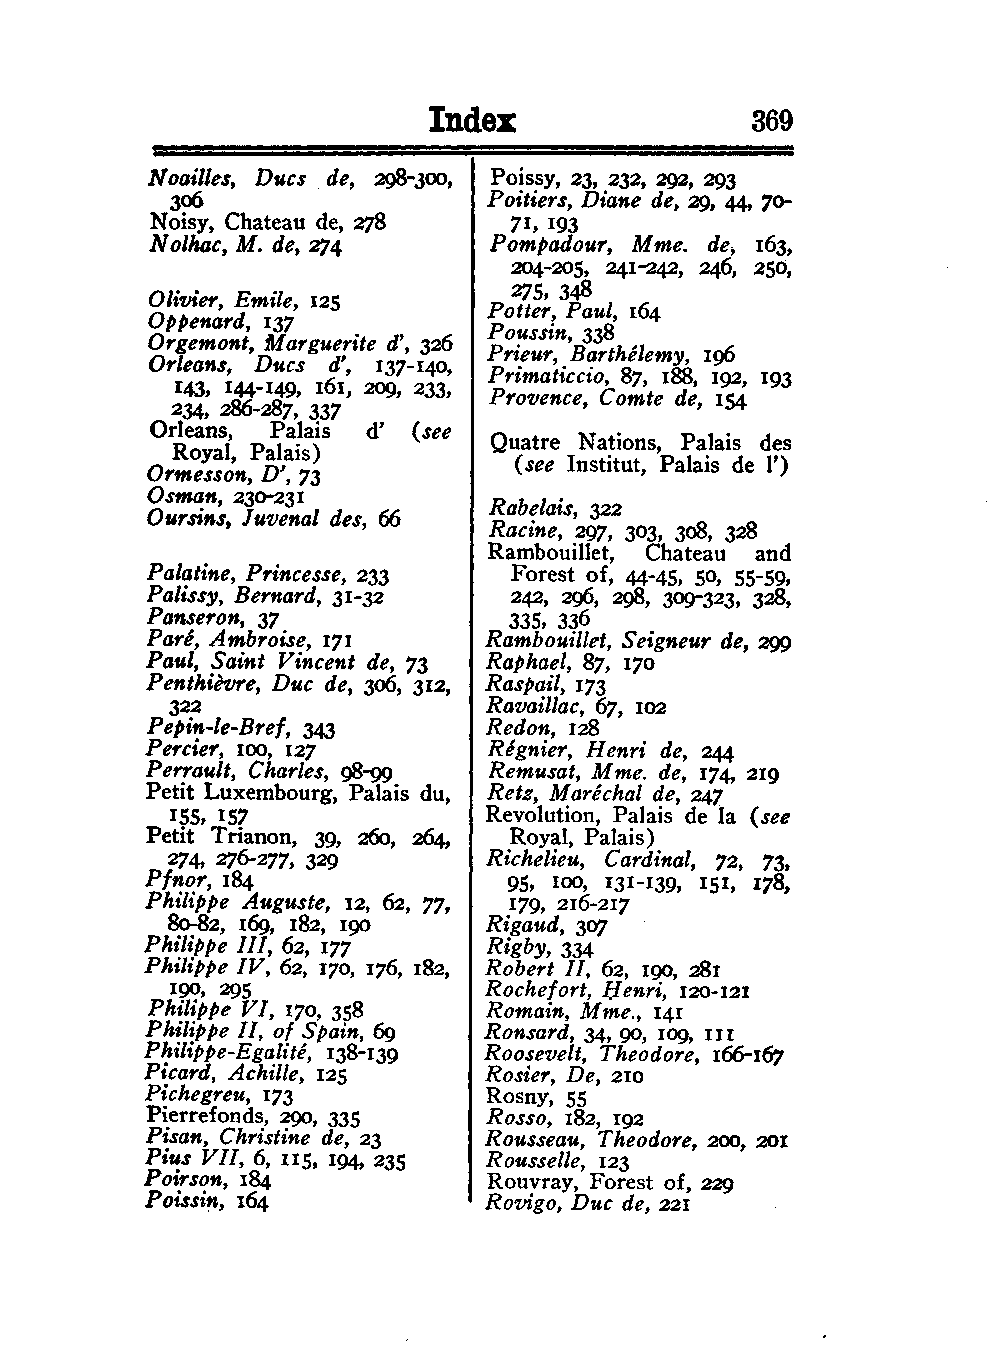 Index 369
Noailles, Ducs de, 298-300,
306
Noisy, Chateau de, 278
Nolhac, M. de, 274
Olivier, Emile, 125
Oppenard, 137
Orgemont, Marguerite d', 326
Orleans, Ducs d', 137-140,
143, 144-149, 161, 209, 233,
234, 286-287, 337
Orleans, Palais d' (see
Royal, Palais)
Ormesson, D', 73
Osman, 230-231
Oursins, Juvenal des, 66
Palatine, Princesse, 233
Palissy, Bernard, 31-32
Panseron, 37
Paré, Ambroise, 171
Paul, Saint Vincent de, 73
Penthièvre, Duc de, 306, 312,
322
Pepin-le-Bref, 343
Percier, 100, 127
Perrault, Charles, 98-99
Petit Luxembourg, Palais du,
155, 157
Petit Trianon, 39, 260, 264,
274, 276-277, 329
Pfnor, 184
Philippe Auguste, 12, 62, 77,
80-82, 169, 182, 190
Philippe III, 62, 177
Philippe IV, 62, 170, 176, 182,
190, 295
Philippe VI, 170, 358
Philippe II, of Spain, 69
Philippe-Egalité, 138-139
Picard, Achille, 125
Pichegreu, 173
Pierrefonds, 290, 335
Pisan, Christine de, 23
Pius VII, 6, 115, 194, 235
Poirson, 184
Poissin, 164
Poissy, 23, 232, 292, 293
Poitiers, Diane de, 29, 44, 70-
71, 193
Pompadour, Mme. de, 163,
204-205, 241-242, 246, 250,
275, 348
Potter, Paul, 164
Poussin, 338
Prieur, Barthélemy, 196
Primaticcio, 87, 188, 192, 193
Provence, Comte de, 154
Quatre Nations, Palais des
(see Institut, Palais de l')
Rabelais, 322
Racine, 297, 303, 308, 328
Rambouillet, Chateau and
Forest of, 44-45, 50, 55-59,
242, 296, 298, 309-323, 328,
335, 336
Rambouillet, Seigneur de, 299
Raphael, 87, 170
Raspail, 173
Ravaillac, 67, 102
Redon, 128
Régnier, Henri de, 244
Remusat, Mme. de, 174, 219
Retz, Maréchal de, 247
Revolution, Palais de la (see
Royal, Palais)
Richelieu, Cardinal, 72, 73,
95, 100, 131-139, 151, 178,
179, 216-217
Rigaud, 307
Rigby, 334
Robert II, 62, 190, 281
Rochefort, Henri, 120-121
Romain, Mme., 141
Ronsard, 34, 90, 109, 111
Roosevelt, Theodore, 166-167
Rosier, De, 210
Rosny, 55
Rosso, 182, 192
Rousseau, Theodore, 200, 201
Rousselle, 123
Rouvray, Forest of, 229
Rovigo, Duc de, 221